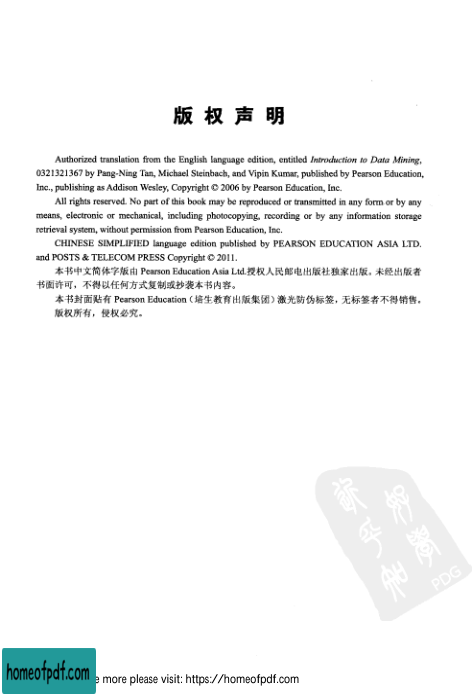 版权声明
Authorized translation from the English language edition, entitled Introduction to Data Mining,
0321321367 by Pang-Ning Tan, Michael Steinbach, and Vipin Kumar, published by Pearson Education,
Inc., publishing as Addison Wesley, Copyright © 2006 by Pearson Education, Inc.
All rights reserved. No part of this book may be reproduced or transmitted in any form or by any
means, electronic or mechanical, including photocopying, recording or by any information storage
retrieval system, without permission from Pearson Education, Inc.
CHINESE SIMPLIFIED language edition published by PEARSON EDUCATION ASIA LTD.
and POSTS & TELECOM PRESS Copyright © 2011.
本书中文简体字版由 Pearson Education Asia Ltd.授权人民邮电出版社独家出版。未经出版者
书面许可，不得以任何方式复制或抄袭本书内容。
本书封面贴有 Pearson Education（培生教育出版集团）激光防伪标签，无标签者不得销售。
版权所有，侵权必究。
PDG
homeofpdf.com
e more please visit: https://homeofpdf.com